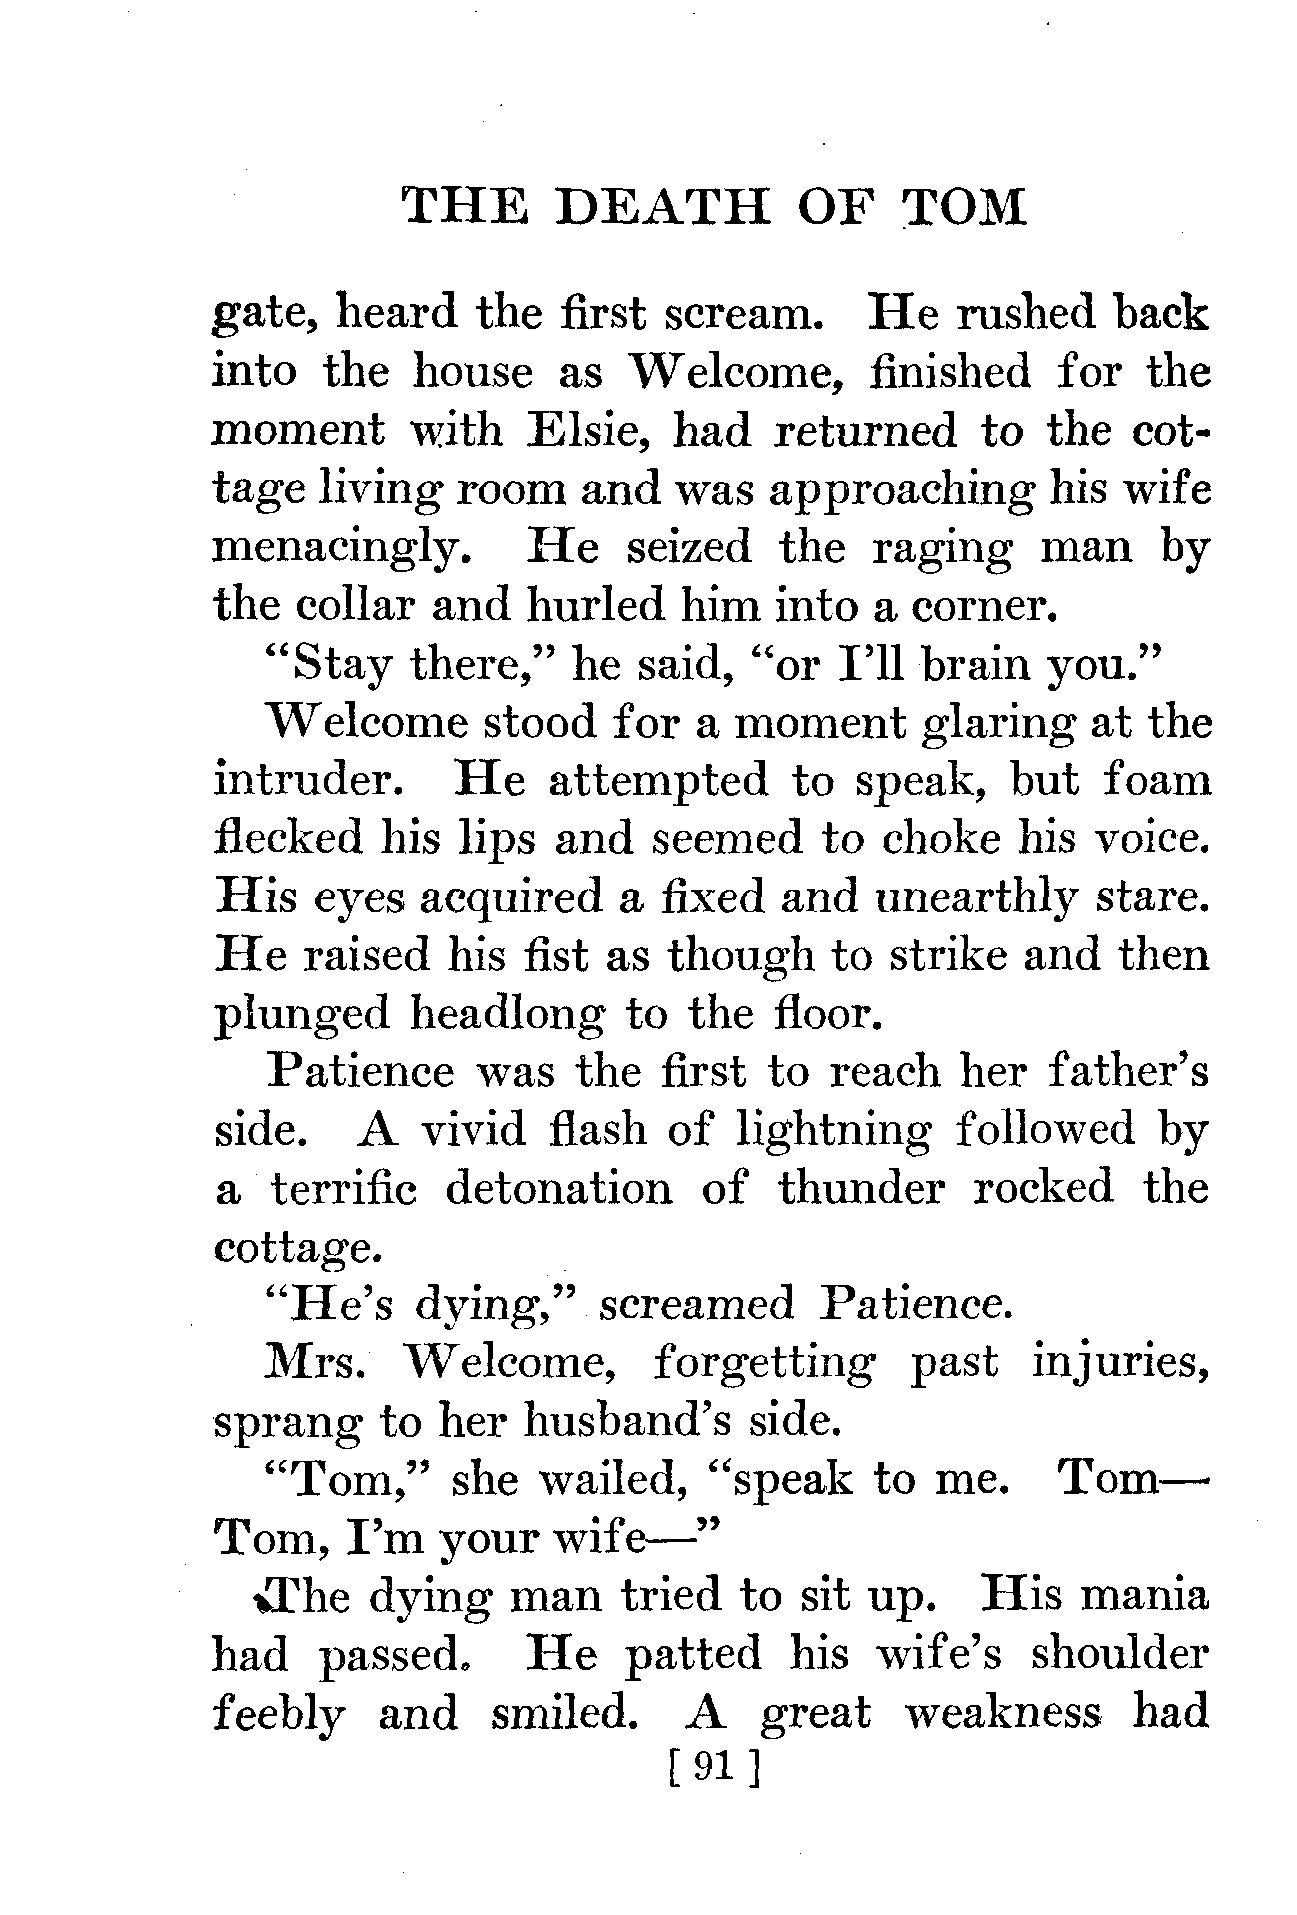 THE DEATH OF TOM
gate, heard the first scream. He rushed back
into the house as Welcome, finished for the
moment with Elsie, had returned to the cot-
tage living room and was approaching his wife
menacingly. He seized the raging man by
the collar and hurled him into a corner.
“Stay there,” he said, “or I’ll brain you.”
Welcome stood for a moment glaring at the
intruder. He attempted to speak, but foam
flecked his lips and seemed to choke his voice.
His eyes acquired a fixed and unearthly stare.
He raised his fist as though to strike and then
plunged headlong to the floor.
Patience was the first to reach her father’s
side. A vivid flash of lightning followed by
a terrific detonation of thunder rocked the
cottage.
“He’s dying,” screamed Patience.
Mrs. Welcome, forgetting past injuries,
sprang to her husband’s side.
“Tom,” she wailed, “speak to me. Tom—
Tom, I’m your wife—”
The dying man tried to sit up. His mania
had passed. He patted his wife’s shoulder
feebly and smiled. A great weakness had
[ 91 ]